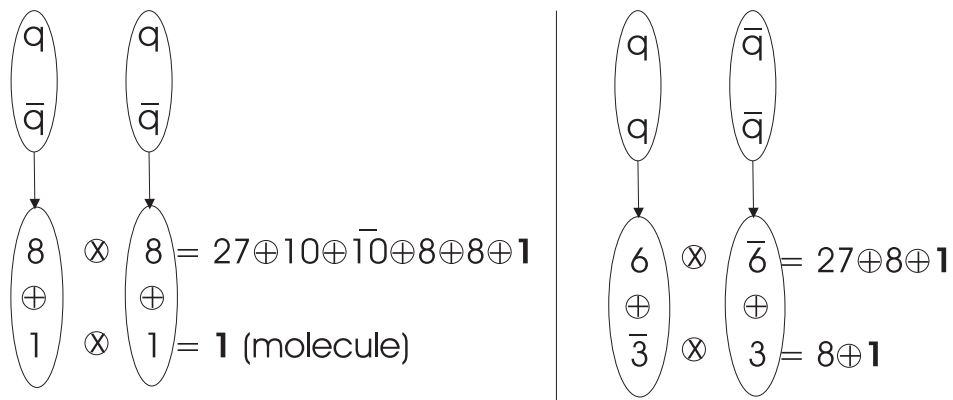 q q
q̅ q̅
8 ⊗ 8 = 27⊕10⊕1̅0̅⊕8⊕8⊕1
⊕ ⊕
1 ⊗ 1 = 1 (molecule)
q q̅
q q̅
6 ⊗ 6̅ = 27⊕8⊕1
⊕ ⊕
3̅ ⊗ 3 = 8⊕1